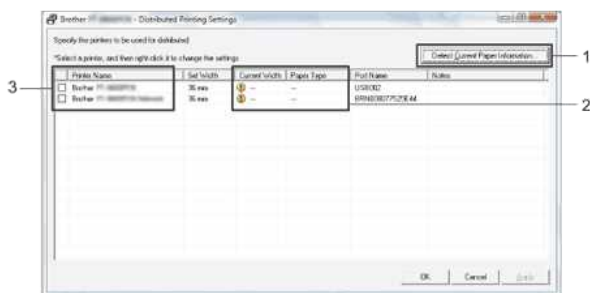 Brother - Distributed Printing Settings
Specify the printers to be used for distributed
*Select a printer, and then right-click it to change the settings.
Detect Current Paper Information
1
Printer Name Set Width Current Width Paper Type Port Name Notes
3
Brother 36 mm -- -- USB002
Brother 36 mm -- --
2
OK Cancel Apply